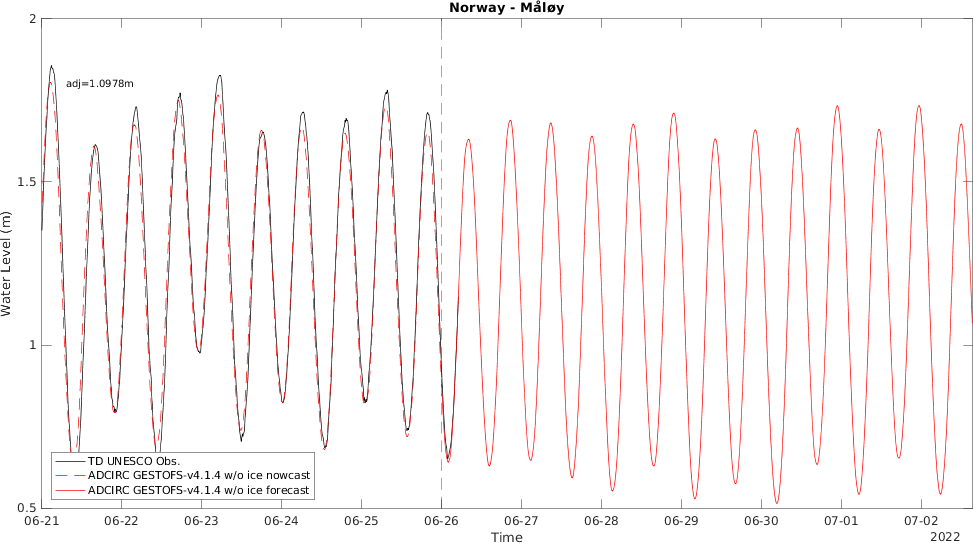 Norway - Måløy
2
adj=1.0978m
1.5
Water Level (m)
1
TD UNESCO Obs.
ADCIRC GESTOFS-v4.1.4 w/o ice nowcast
ADCIRC GESTOFS-v4.1.4 w/o ice forecast
0.5
06-21 06-22 06-23 06-24 06-25 06-26 06-27 06-28 06-29 06-30 07-01 07-02
Time
2022